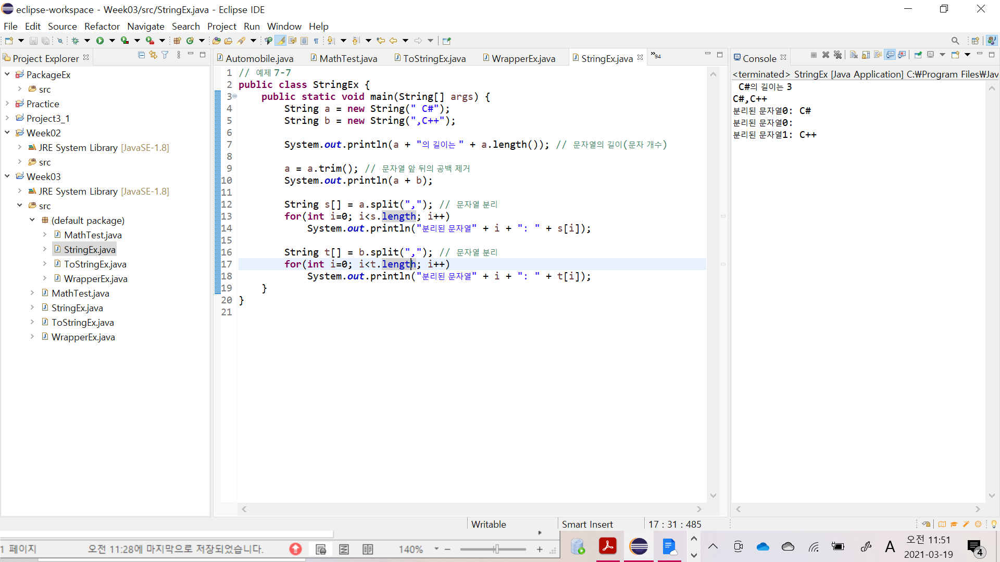 eclipse-workspace - Week03/src/StringEx.java - Eclipse IDE
File Edit Source Refactor Navigate Search Project Run Window Help
Project Explorer
PackageEx
src
Practice
Project3_1
Week02
JRE System Library [JavaSE-1.8]
src
Week03
JRE System Library [JavaSE-1.8]
src
(default package)
MathTest.java
StringEx.java
ToStringEx.java
WrapperEx.java
MathTest.java
StringEx.java
ToStringEx.java
WrapperEx.java
Automobile.java MathTest.java ToStringEx.java WrapperEx.java StringEx.java »94
1 // 예제 7-7
2 public class StringEx {
3 public static void main(String[] args) {
4 String a = new String(" C#");
5 String b = new String(",C++");
6
7 System.out.println(a + "의 길이는 " + a.length()); // 문자열의 길이(문자 개수)
8
9 a = a.trim(); // 문자열 앞 뒤의 공백 제거
10 System.out.println(a + b);
11
12 String s[] = a.split(","); // 문자열 분리
13 for(int i=0; i<s.length; i++)
14 System.out.println("분리된 문자열" + i + ": " + s[i]);
15
16 String t[] = b.split(","); // 문자열 분리
17 for(int i=0; i<t.length; i++)
18 System.out.println("분리된 문자열" + i + ": " + t[i]);
19 }
20 }
21
Console
<terminated> StringEx [Java Application] C:₩Program Files₩Jav
C#의 길이는 3
C#,C++
분리된 문자열0: C#
분리된 문자열0:
분리된 문자열1: C++
Writable Smart Insert 17 : 31 : 485
1 페이지 오전 11:28에 마지막으로 저장되었습니다. 140%
A
오전 11:51
2021-03-19
4